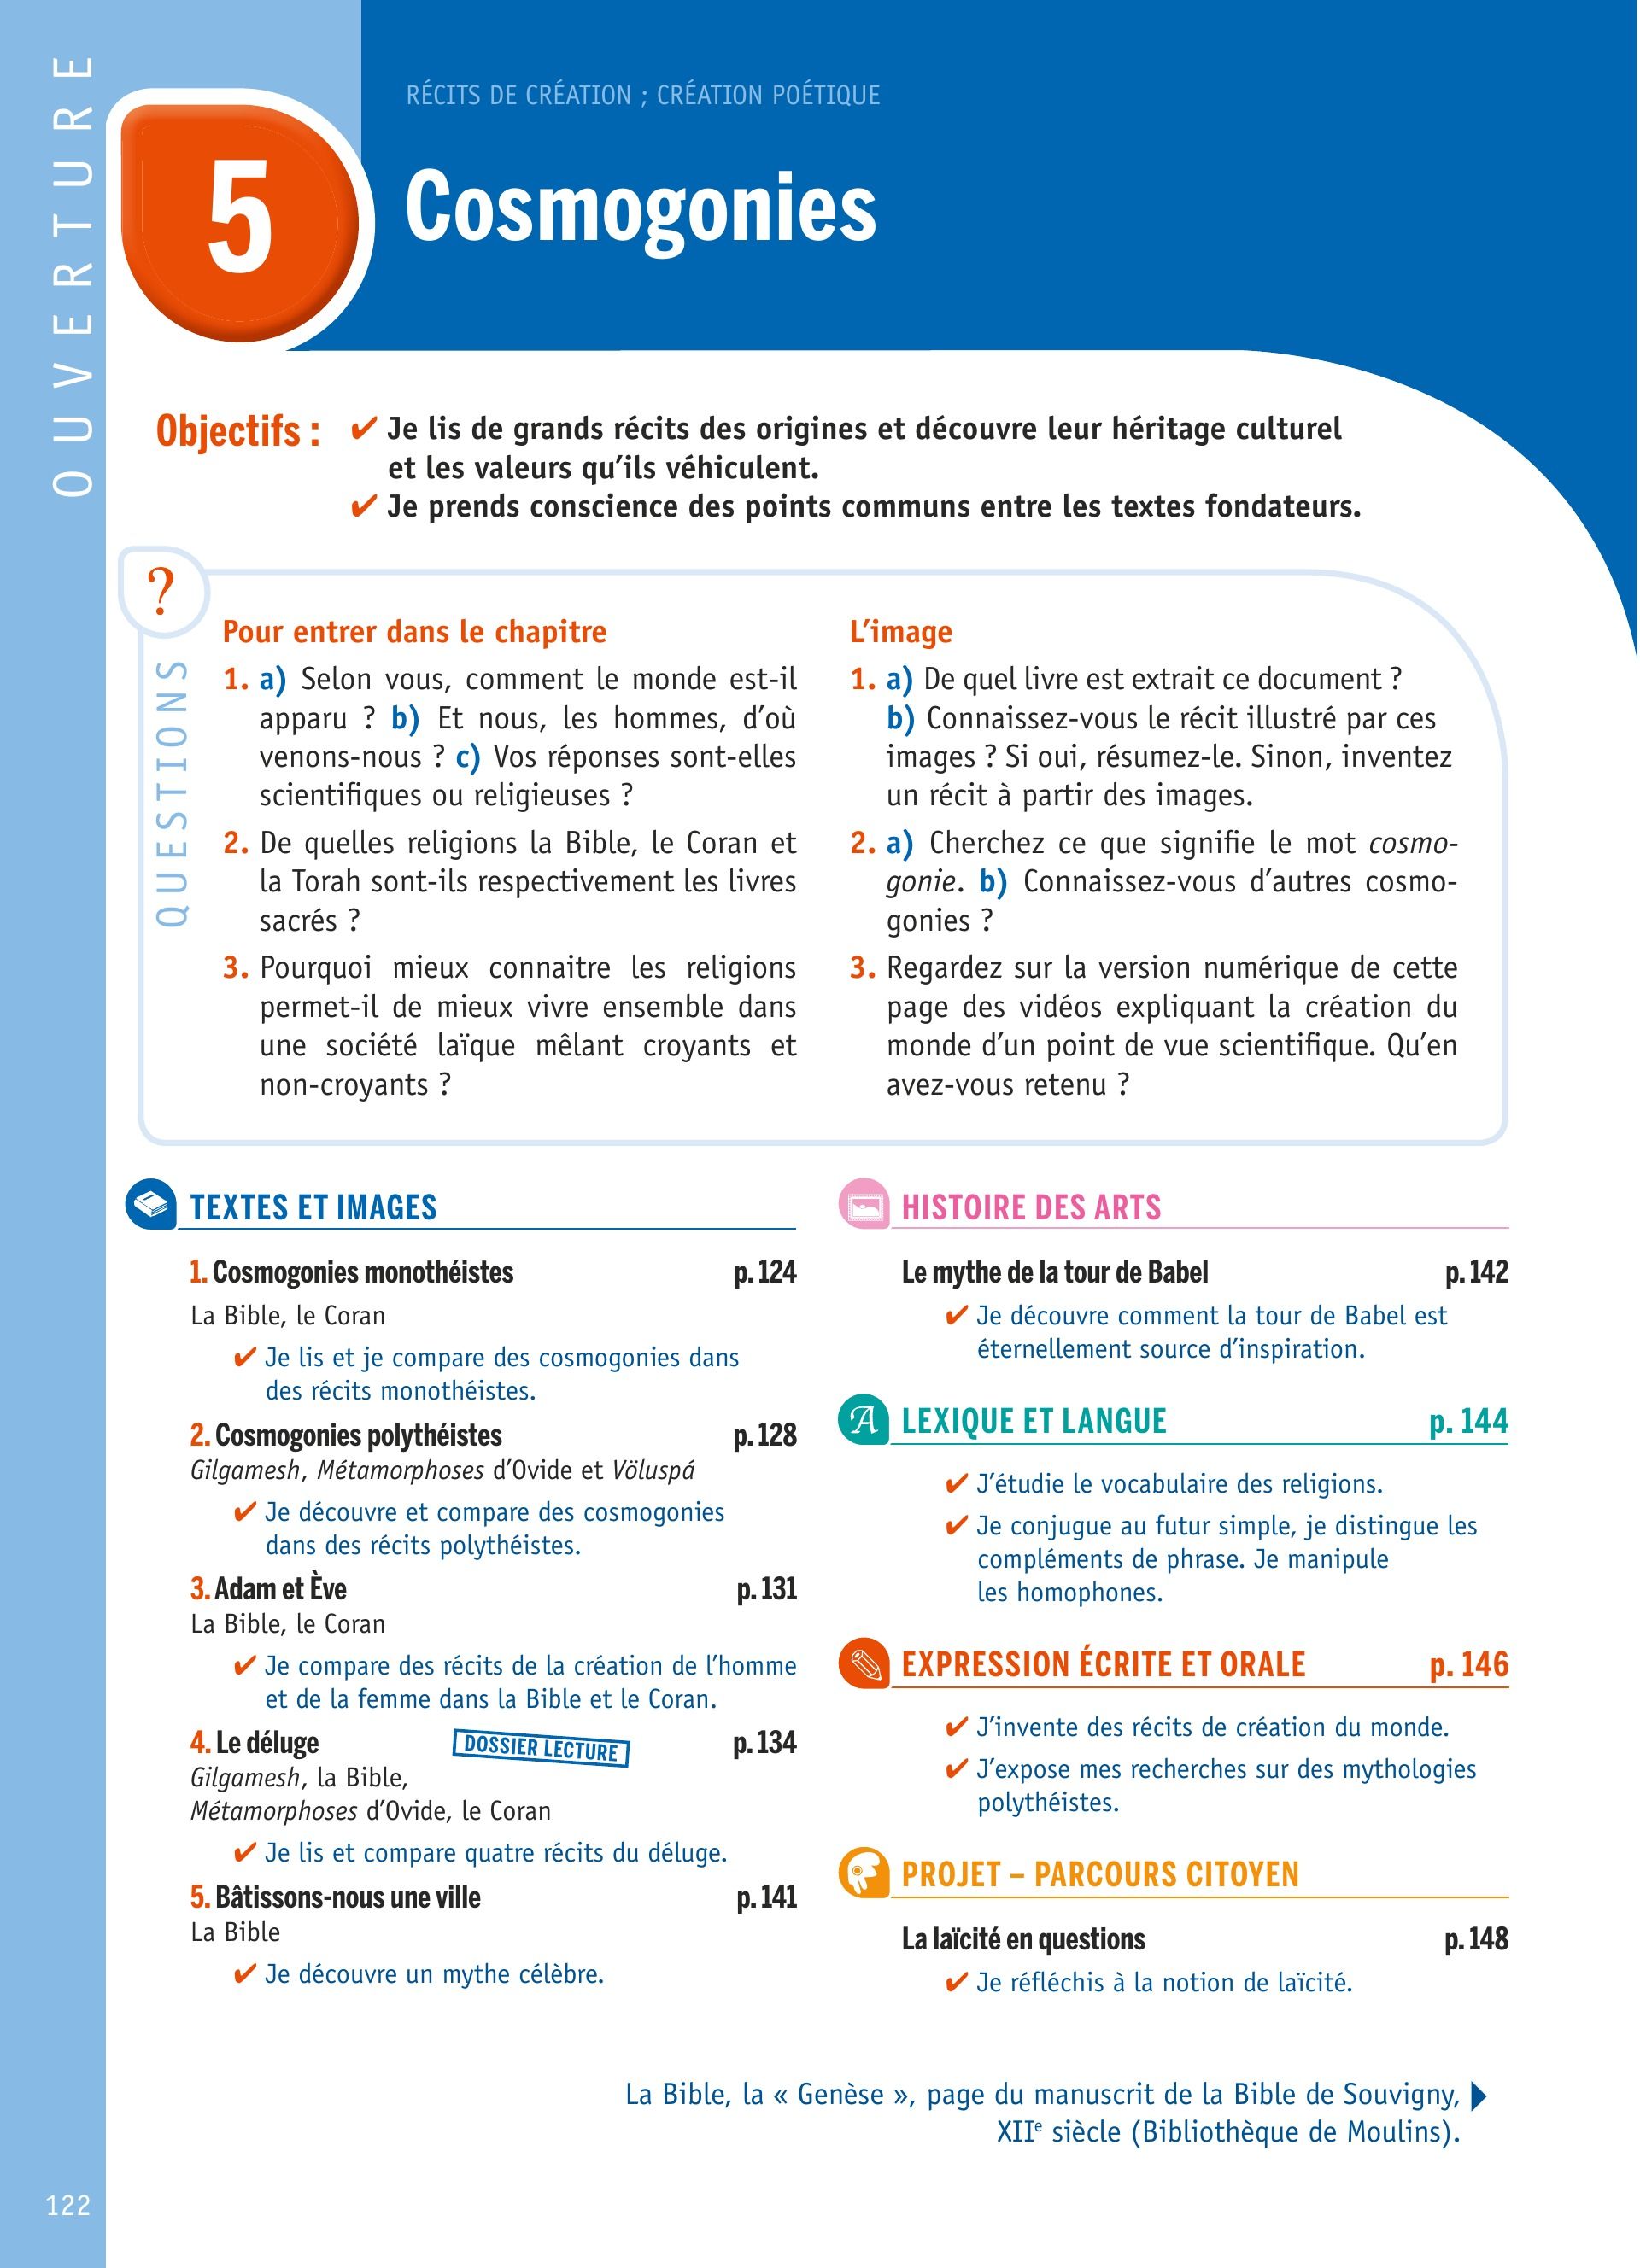 OUVERTURE
RÉCITS DE CRÉATION ; CRÉATION POÉTIQUE
5
Cosmogonies
Objectifs :
✔ Je lis de grands récits des origines et découvre leur héritage culturel
et les valeurs qu’ils véhiculent.
✔ Je prends conscience des points communs entre les textes fondateurs.
?
QUESTIONS
Pour entrer dans le chapitre
1. a) Selon vous, comment le monde est-il
apparu ? b) Et nous, les hommes, d’où
venons-nous ? c) Vos réponses sont-elles
scientifiques ou religieuses ?
2. De quelles religions la Bible, le Coran et
la Torah sont-ils respectivement les livres
sacrés ?
3. Pourquoi mieux connaitre les religions
permet-il de mieux vivre ensemble dans
une société laïque mêlant croyants et
non-croyants ?
L’image
1. a) De quel livre est extrait ce document ?
b) Connaissez-vous le récit illustré par ces
images ? Si oui, résumez-le. Sinon, inventez
un récit à partir des images.
2. a) Cherchez ce que signifie le mot cosmo-
gonie. b) Connaissez-vous d’autres cosmo-
gonies ?
3. Regardez sur la version numérique de cette
page des vidéos expliquant la création du
monde d’un point de vue scientifique. Qu’en
avez-vous retenu ?
TEXTES ET IMAGES
1. Cosmogonies monothéistes p. 124
La Bible, le Coran
✔ Je lis et je compare des cosmogonies dans
des récits monothéistes.
2. Cosmogonies polythéistes p. 128
Gilgamesh, Métamorphoses d’Ovide et Völuspá
✔ Je découvre et compare des cosmogonies
dans des récits polythéistes.
3. Adam et Ève p. 131
La Bible, le Coran
✔ Je compare des récits de la création de l’homme
et de la femme dans la Bible et le Coran.
4. Le déluge DOSSIER LECTURE p. 134
Gilgamesh, la Bible,
Métamorphoses d’Ovide, le Coran
✔ Je lis et compare quatre récits du déluge.
5. Bâtissons-nous une ville p. 141
La Bible
✔ Je découvre un mythe célèbre.
HISTOIRE DES ARTS
Le mythe de la tour de Babel p. 142
✔ Je découvre comment la tour de Babel est
éternellement source d’inspiration.
A LEXIQUE ET LANGUE p. 144
✔ J’étudie le vocabulaire des religions.
✔ Je conjugue au futur simple, je distingue les
compléments de phrase. Je manipule
les homophones.
EXPRESSION ÉCRITE ET ORALE p. 146
✔ J’invente des récits de création du monde.
✔ J’expose mes recherches sur des mythologies
polythéistes.
PROJET – PARCOURS CITOYEN
La laïcité en questions p. 148
✔ Je réfléchis à la notion de laïcité.
La Bible, la « Genèse », page du manuscrit de la Bible de Souvigny,
XIIe siècle (Bibliothèque de Moulins).
122